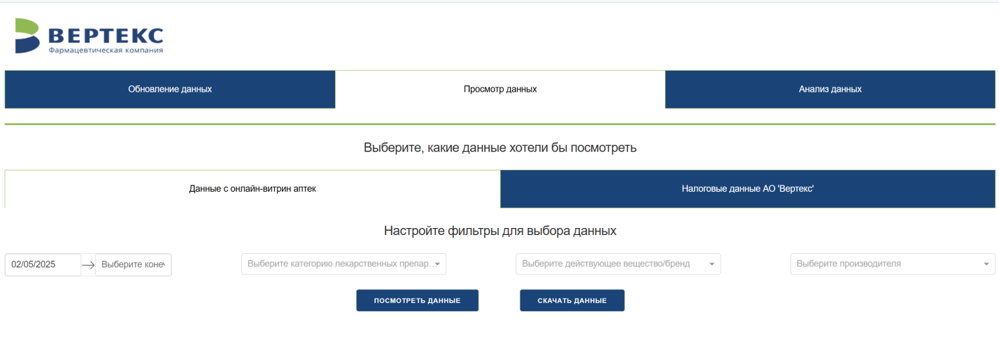 ВЕРТЕКС
Фармацевтическая компания
Обновление данных
Просмотр данных
Анализ данных
Выберите, какие данные хотели бы посмотреть
Данные с онлайн-витрин аптек
Налоговые данные АО 'Вертекс'
Настройте фильтры для выбора данных
02/05/2025
Выберите коне
Выберите категорию лекарственных препар...
Выберите действующее вещество/бренд
Выберите производителя
ПОСМОТРЕТЬ ДАННЫЕ
СКАЧАТЬ ДАННЫЕ